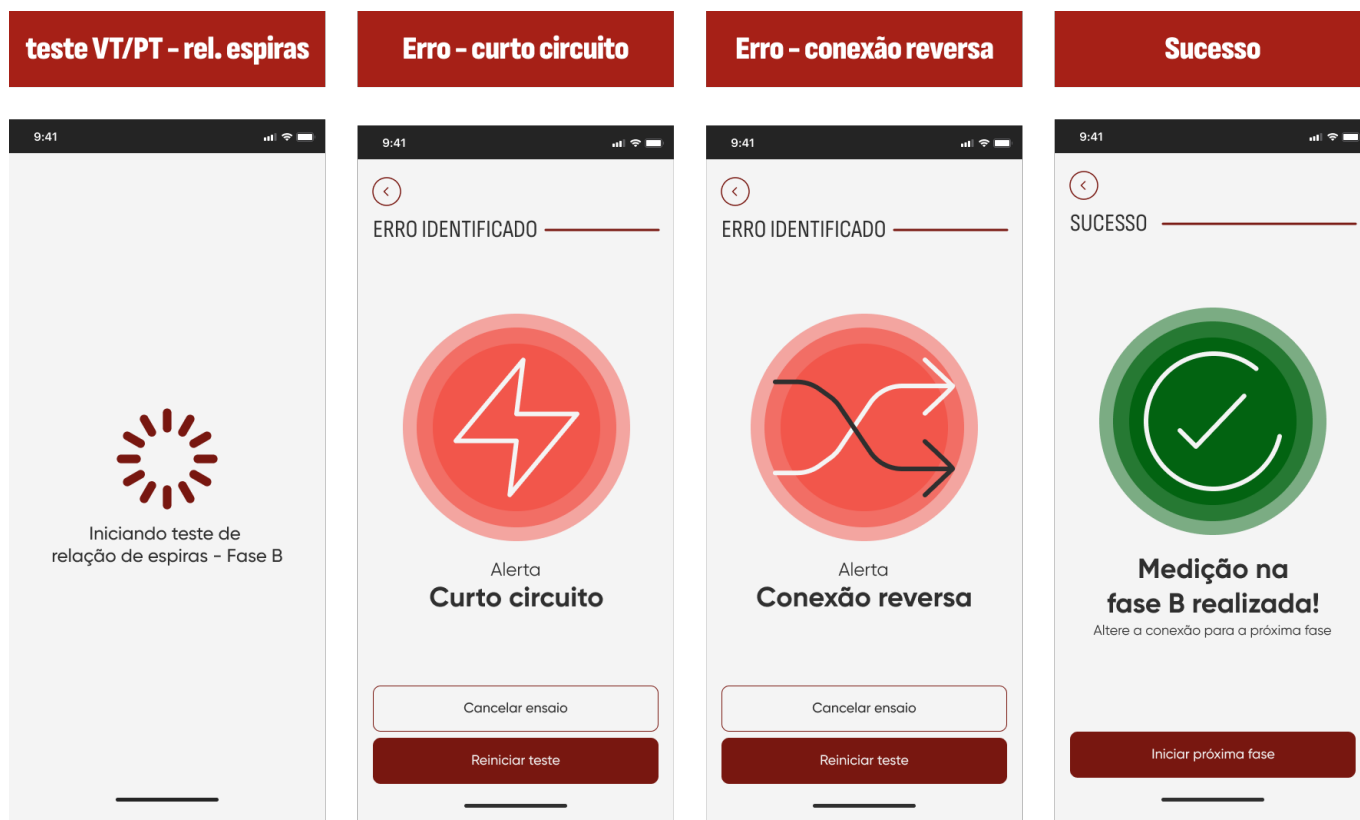 teste VT/PT - rel. espiras
9:41
Iniciando teste de
relação de espiras - Fase B
Erro - curto circuito
9:41
ERRO IDENTIFICADO
Alerta
Curto circuito
Cancelar ensaio
Reiniciar teste
Erro - conexão reversa
9:41
ERRO IDENTIFICADO
Alerta
Conexão reversa
Cancelar ensaio
Reiniciar teste
Sucesso
9:41
SUCESSO
Medição na
fase B realizada!
Altere a conexão para a próxima fase
Iniciar próxima fase